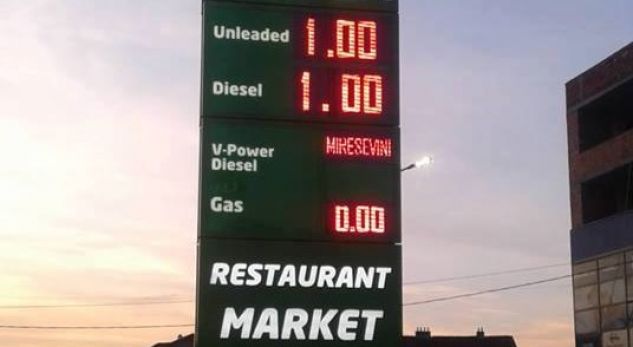 Unleaded 1.00
Diesel 1.00
V-Power MIRESEVINI
Diesel
Gas 0.00
RESTAURANT
MARKET